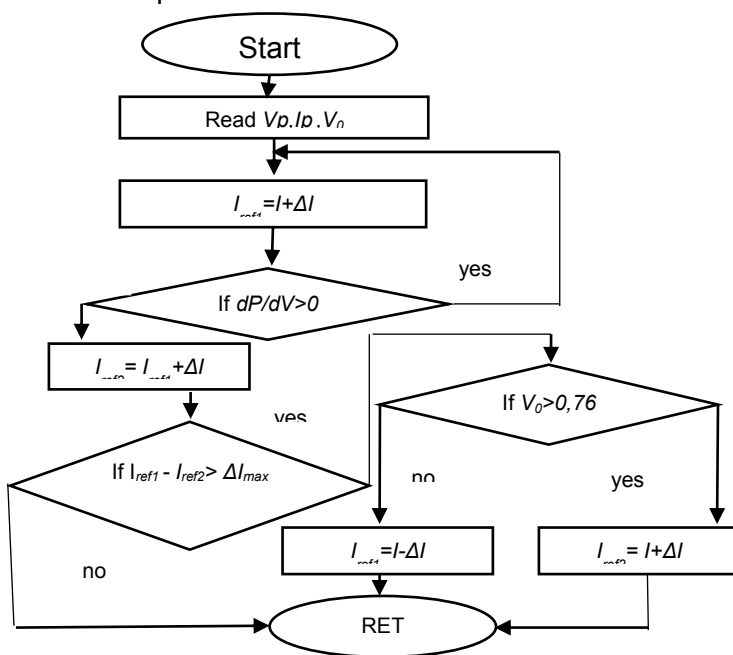 Start
Read Vp,Ip,V0
Iref1=I+ΔI
yes
If dP/dV>0
Iref2= Iref1+ΔI
yes
If V0>0,76
If Iref1 - Iref2> ΔImax
no
yes
no
Iref1=I-ΔI
Iref2= I+ΔI
RET